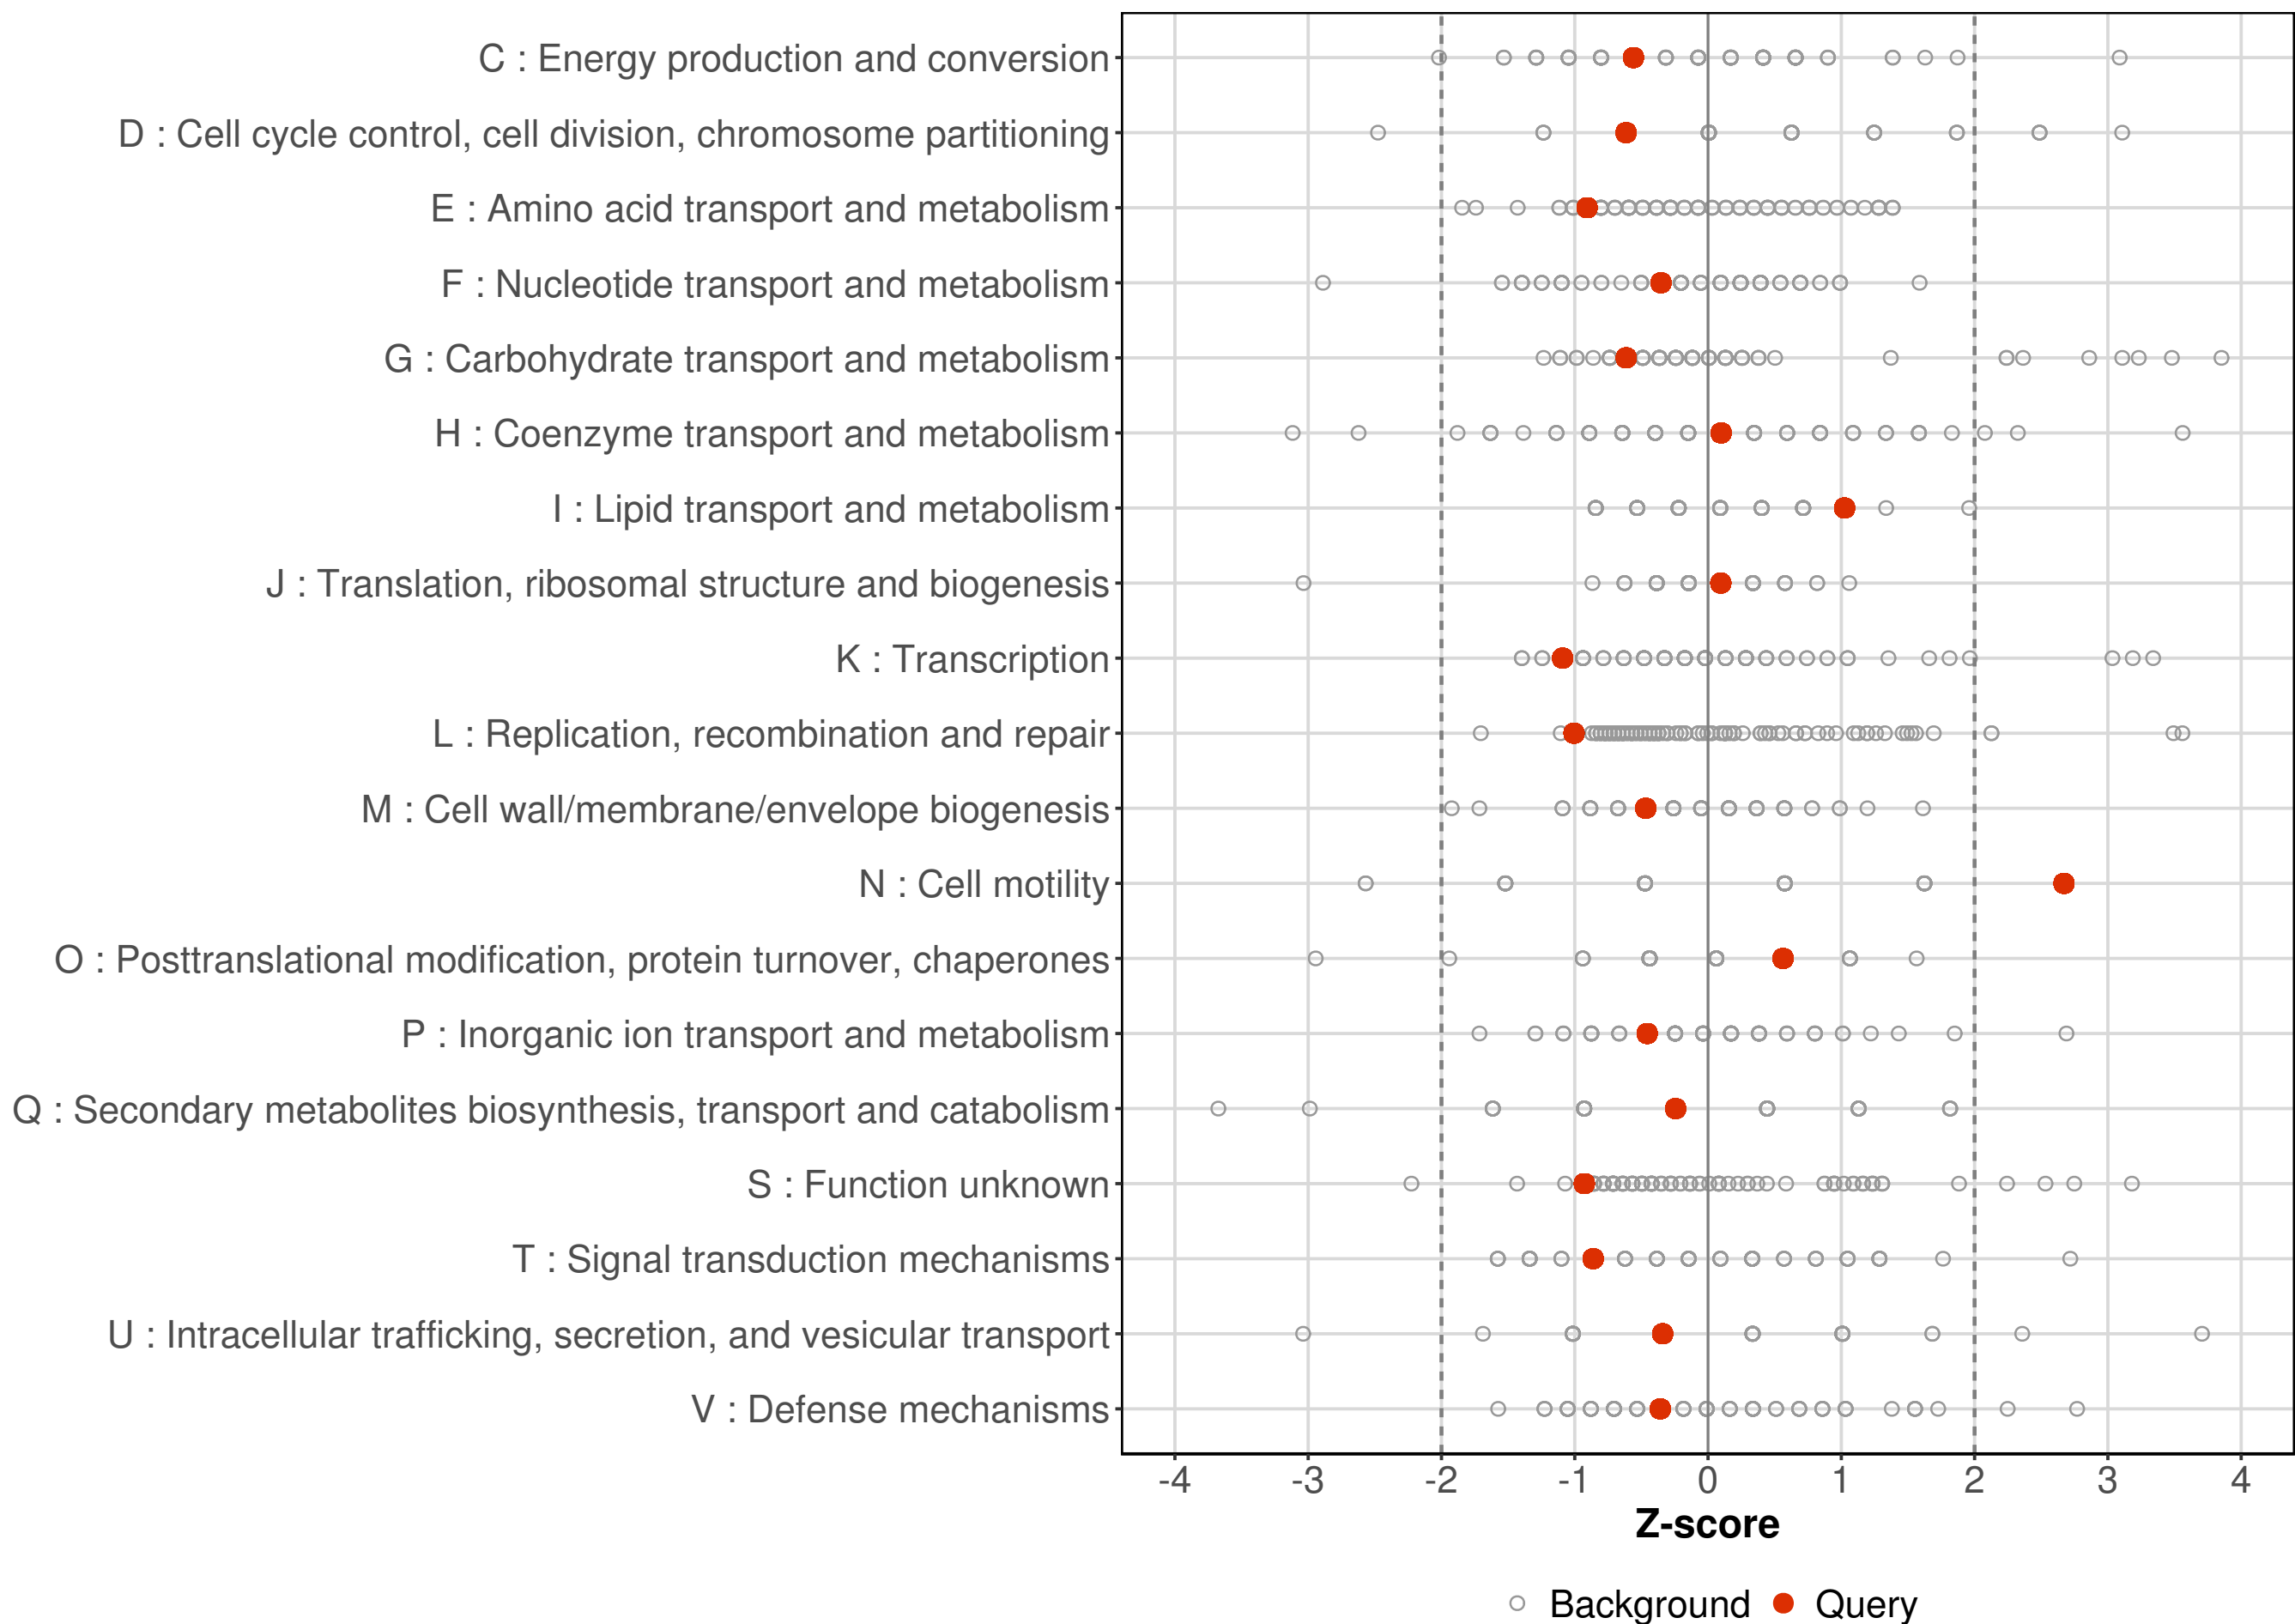 C : Energy production and conversion
D : Cell cycle control, cell division, chromosome partitioning
E : Amino acid transport and metabolism
F : Nucleotide transport and metabolism
G : Carbohydrate transport and metabolism
H : Coenzyme transport and metabolism
I : Lipid transport and metabolism
J : Translation, ribosomal structure and biogenesis
K : Transcription
L : Replication, recombination and repair
M : Cell wall/membrane/envelope biogenesis
N : Cell motility
O : Posttranslational modification, protein turnover, chaperones
P : Inorganic ion transport and metabolism
Q : Secondary metabolites biosynthesis, transport and catabolism
S : Function unknown
T : Signal transduction mechanisms
U : Intracellular trafficking, secretion, and vesicular transport
V : Defense mechanisms
-4 -3 -2 -1 0 1 2 3 4
Z-score
Background Query